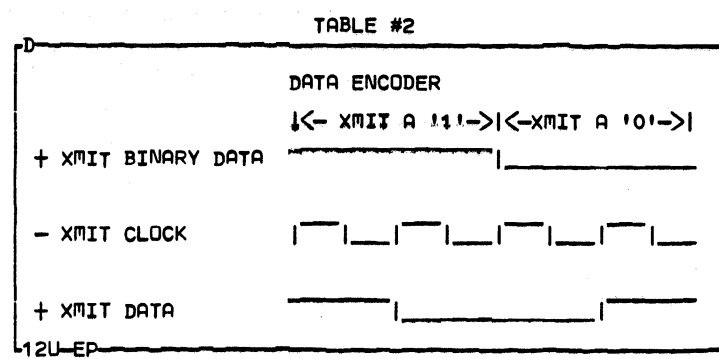 TABLE #2
D
DATA ENCODER
|<- XMIT A '1'->|<-XMIT A '0'->|
+ XMIT BINARY DATA
- XMIT CLOCK
+ XMIT DATA
12U-EP